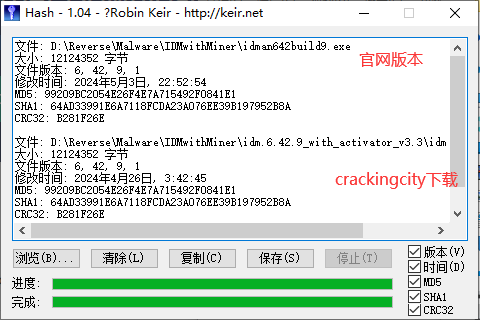 Hash - 1.04 - ?Robin Keir - http://keir.net
文件: D:\Reverse\Malware\IDMwithMiner\idman642build9.exe
官网版本
大小: 12124352 字节
文件版本: 6, 42, 9, 1
修改时间: 2024年5月3日, 22:52:54
MD5: 99209BC2054E26F4E7A715492F0841E1
SHA1: 64AD33991E6A7118FCDA23A076EE39B197952B8A
CRC32: B281F26E
文件: D:\Reverse\Malware\IDMwithMiner\idm.6.42.9_with_activator_v3.3\idm
大小: 12124352 字节
文件版本: 6, 42, 9, 1
修改时间: 2024年4月26日, 3:42:45
crackingcity下载
MD5: 99209BC2054E26F4E7A715492F0841E1
SHA1: 64AD33991E6A7118FCDA23A076EE39B197952B8A
CRC32: B281F26E
浏览(B)... 清除(L) 复制(C) 保存(S) 停止(T)
版本(V)
时间(D)
MD5
SHA1
CRC32
进度:
完成: